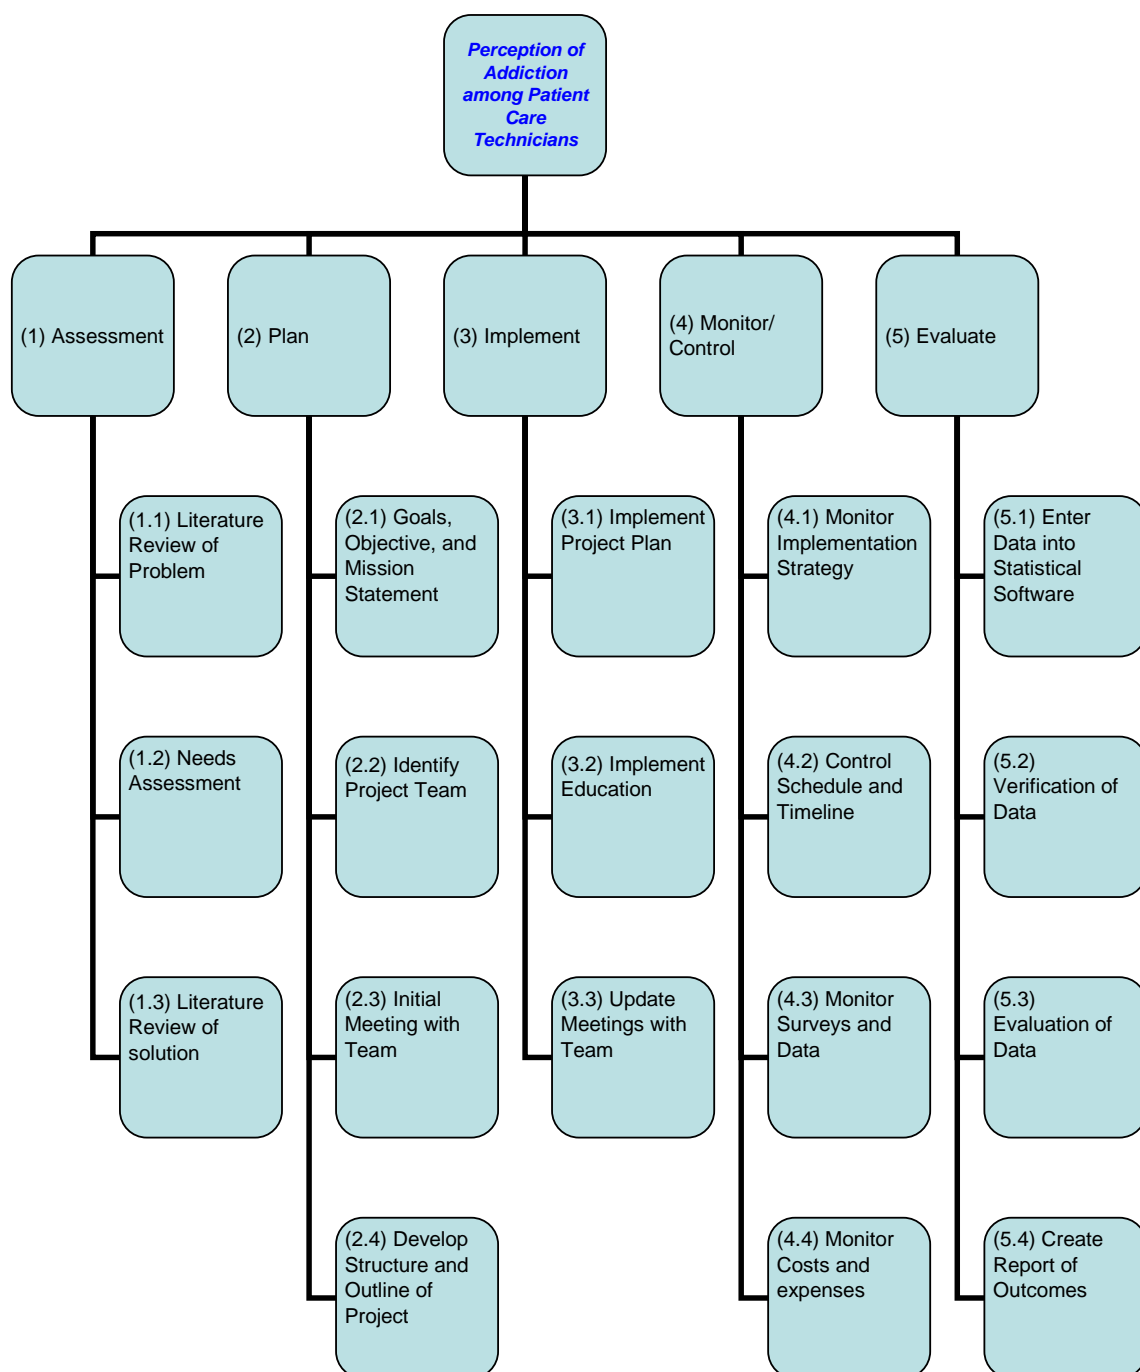 Perception of
Addiction
among Patient
Care
Technicians
(1) Assessment
(2) Plan
(3) Implement
(4) Monitor/
Control
(5) Evaluate
(1.1) Literature
Review of
Problem
(2.1) Goals,
Objective, and
Mission
Statement
(3.1) Implement
Project Plan
(4.1) Monitor
Implementation
Strategy
(5.1) Enter
Data into
Statistical
Software
(1.2) Needs
Assessment
(2.2) Identify
Project Team
(3.2) Implement
Education
(4.2) Control
Schedule and
Timeline
(5.2)
Verification of
Data
(1.3) Literature
Review of
solution
(2.3) Initial
Meeting with
Team
(3.3) Update
Meetings with
Team
(4.3) Monitor
Surveys and
Data
(5.3)
Evaluation of
Data
(2.4) Develop
Structure and
Outline of
Project
(4.4) Monitor
Costs and
expenses
(5.4) Create
Report of
Outcomes